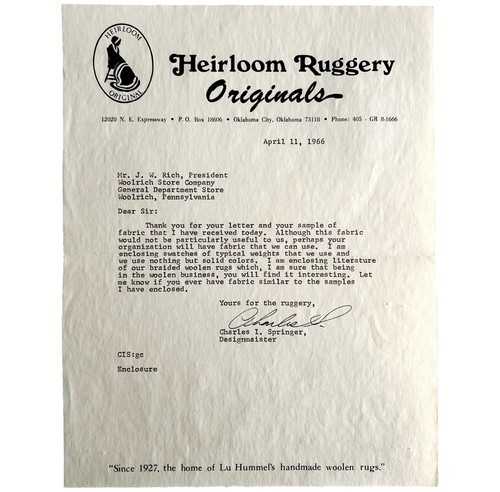 HEIRLOOM
ORIGINAL
Heirloom Ruggery
Originals
12020 N. E. Expressway • P. O. Box 18606 • Oklahoma City, Oklahoma 73118 • Phone: 405 - GR 8-1666
April 11, 1966
Mr. J. W. Rich, President
Woolrich Store Company
General Department Store
Woolrich, Pennsylvania
Dear Sir:
Thank you for your letter and your sample of
fabric that I have received today. Although this fabric
would not be particularly useful to us, perhaps your
organization will have fabric that we can use. I am
enclosing swatches of typical weights that we use and
we use nothing but solid colors. I am enclosing literature
of our braided woolen rugs which, I am sure that being
in the woolen business, you will find it interesting. Let
me know if you ever have fabric similar to the samples
I have enclosed.
Yours for the ruggery,
Charles I. Springer,
Designmaister
CIS:gc
Enclosure
"Since 1927, the home of Lu Hummel's handmade woolen rugs."